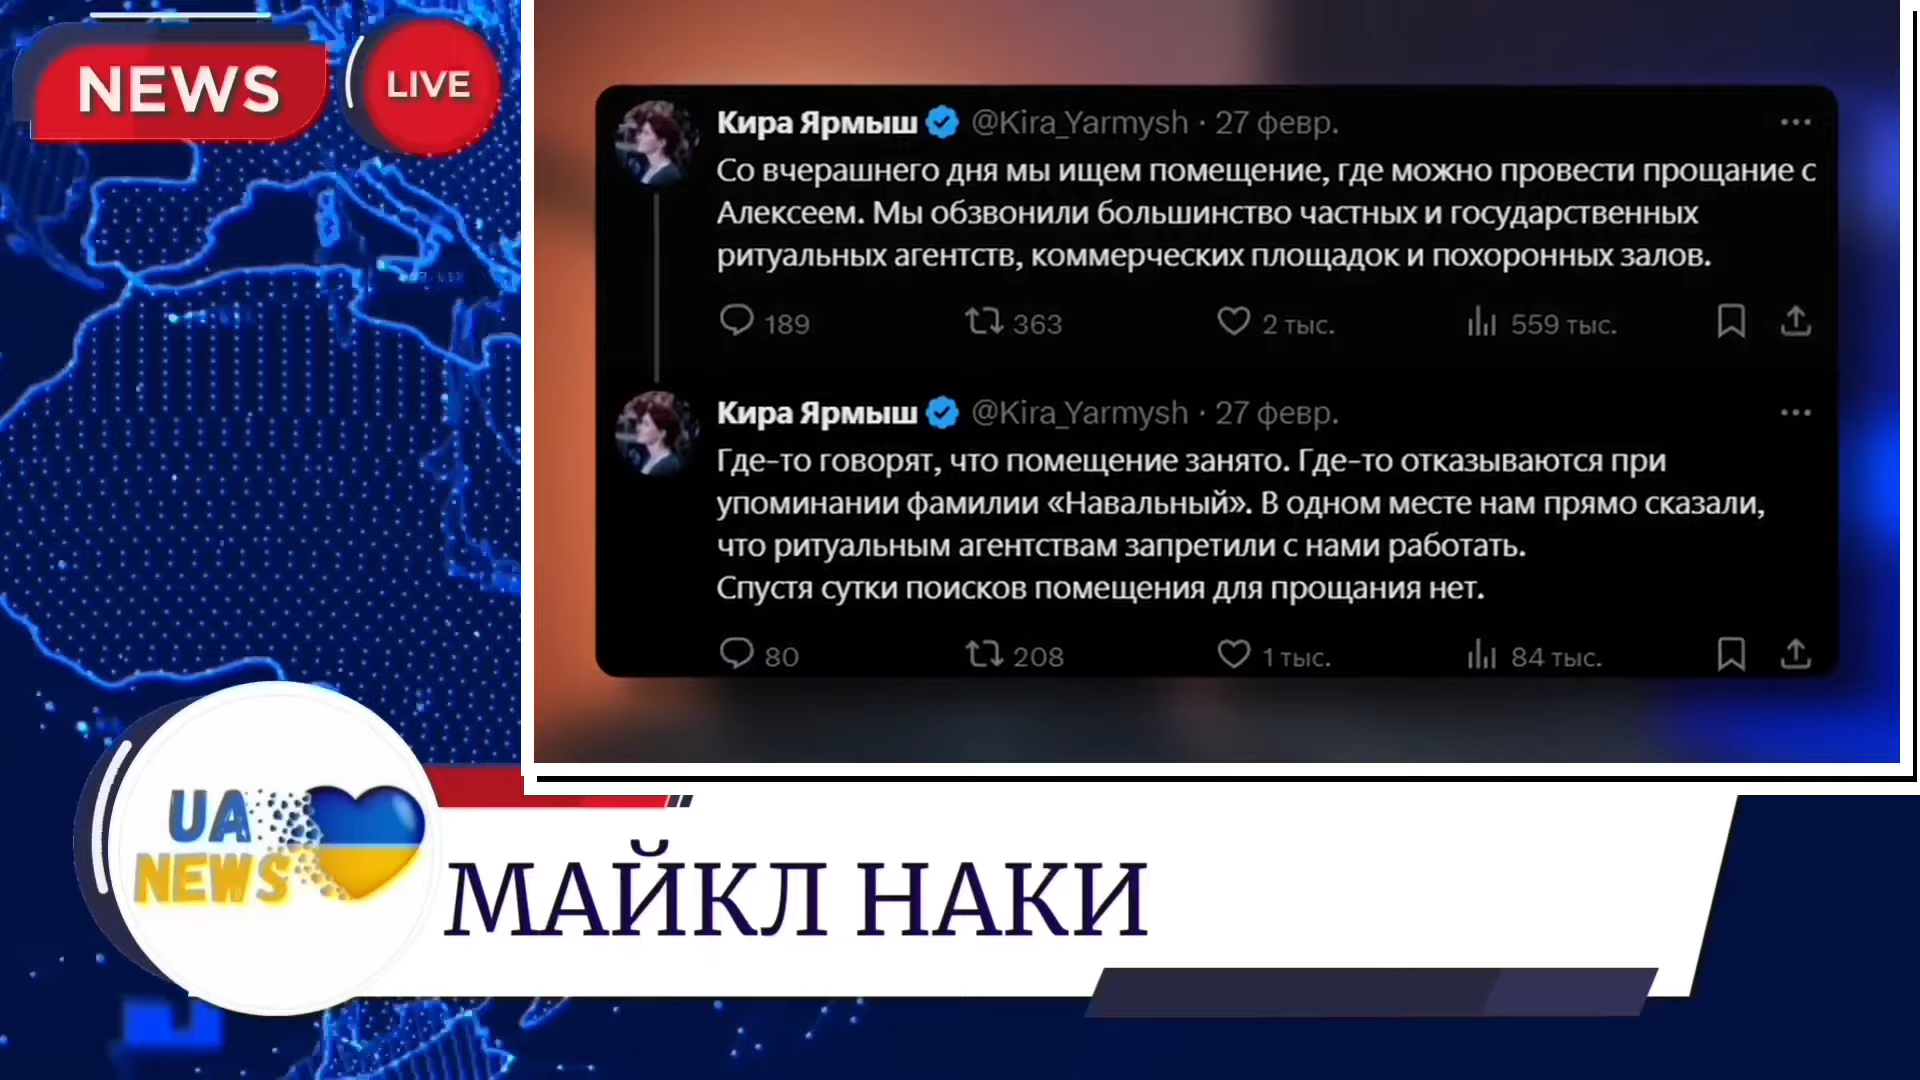 NEWS
LIVE
Кира Ярмыш @Kira_Yarmysh · 27 февр.
Со вчерашнего дня мы ищем помещение, где можно провести прощание с
Алексеем. Мы обзвонили большинство частных и государственных
ритуальных агентств, коммерческих площадок и похоронных залов.
189 363 2 тыс. 559 тыс.
Кира Ярмыш @Kira_Yarmysh · 27 февр.
Где-то говорят, что помещение занято. Где-то отказываются при
упоминании фамилии «Навальный». В одном месте нам прямо сказали,
что ритуальным агентствам запретили с нами работать.
Спустя сутки поисков помещения для прощания нет.
80 208 1 тыс. 84 тыс.
UA
NEWS
МАЙКЛ НАКИ